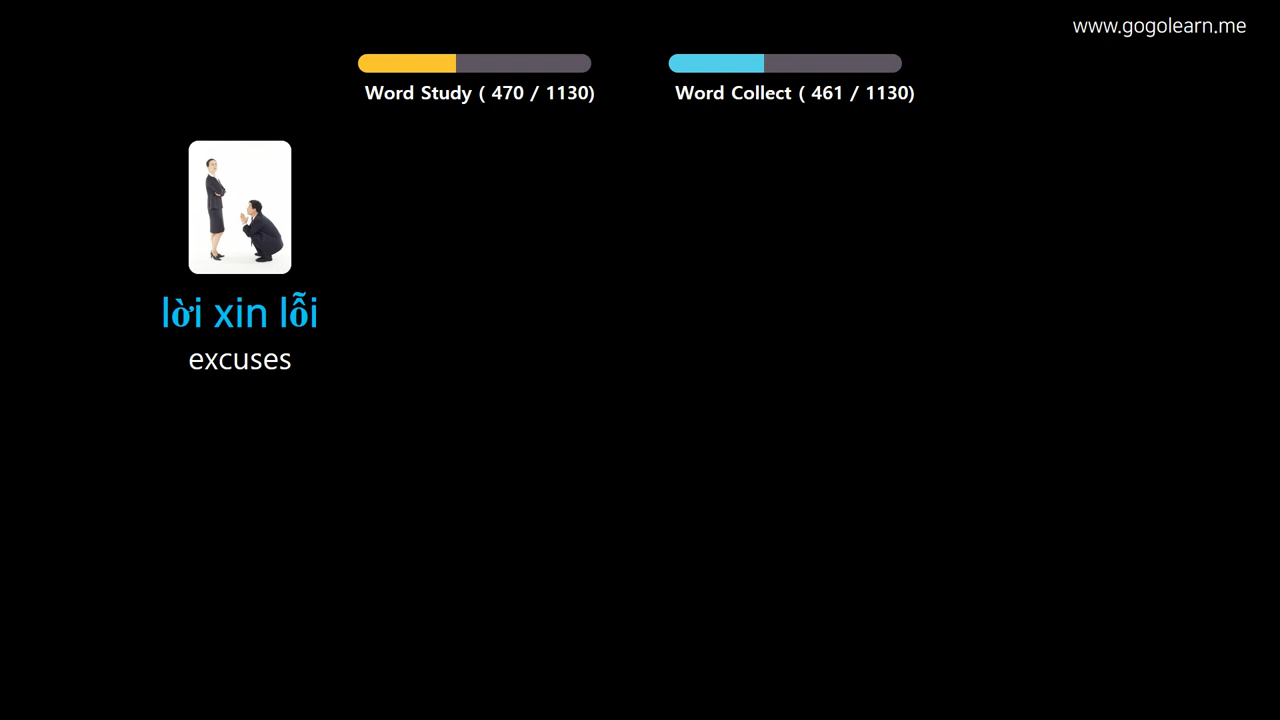 www.gogolearn.me
Word Study ( 470 / 1130)
Word Collect ( 461 / 1130)
lời xin lỗi
excuses